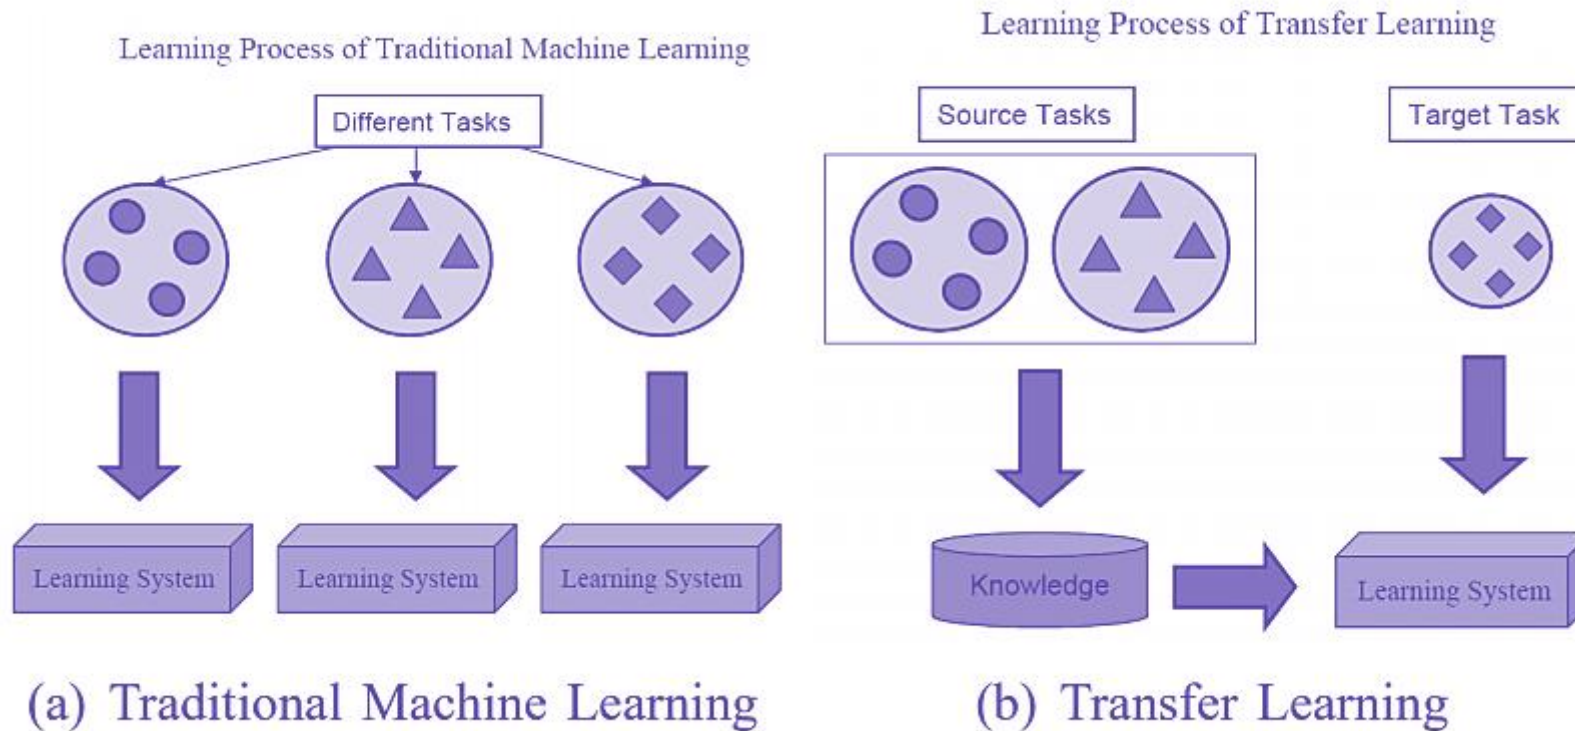 Learning Process of Traditional Machine Learning
Different Tasks
Learning System
Learning System
Learning System
(a) Traditional Machine Learning
Learning Process of Transfer Learning
Source Tasks
Target Task
Knowledge
Learning System
(b) Transfer Learning